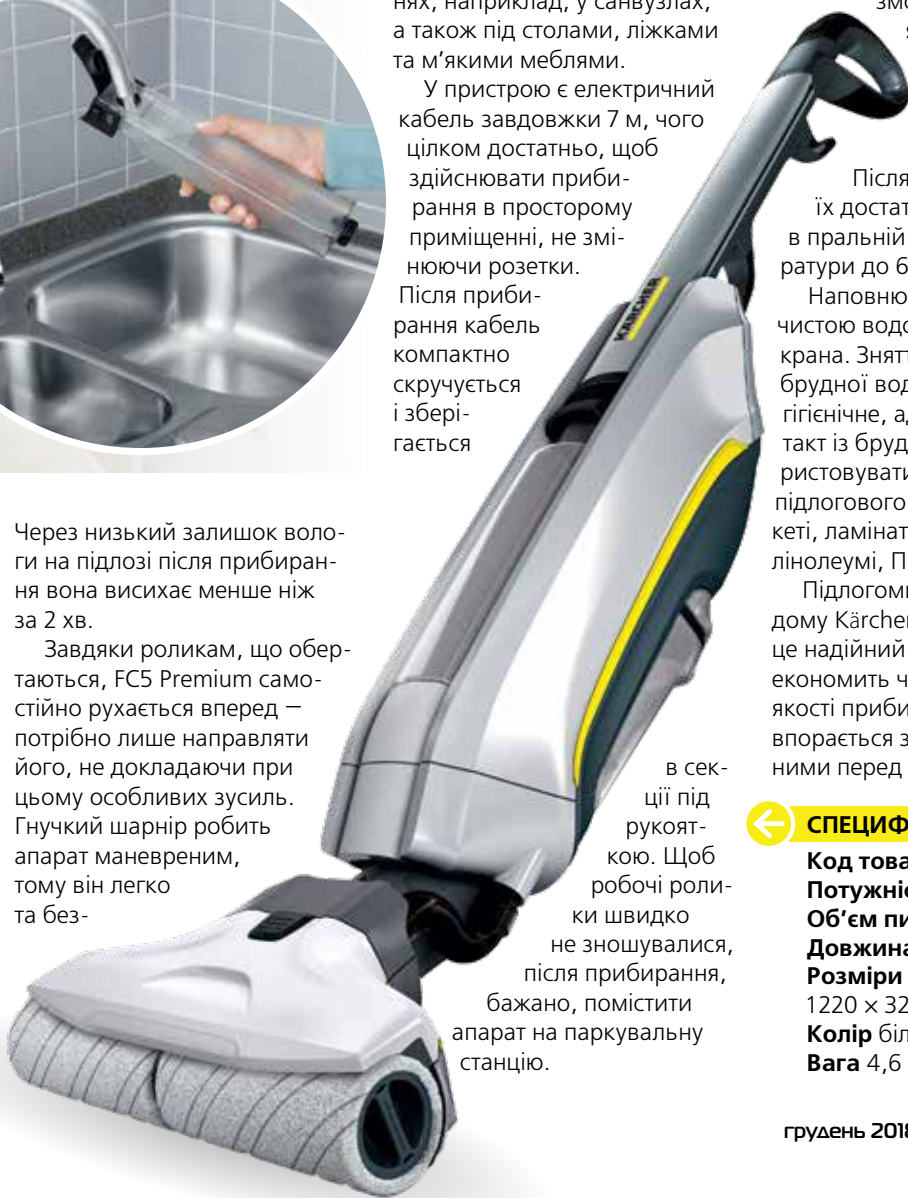 Через низький залишок воло-
ги на підлозі після прибиран-
ня вона висихає менше ніж
за 2 хв.
Завдяки роликам, що обер-
таються, FC5 Premium само-
стійно рухається вперед —
потрібно лише направляти
його, не докладаючи при
цьому особливих зусиль.
Гнучкий шарнір робить
апарат маневреним,
тому він легко
та без-
нях, наприклад, у санвузлах,
а також під столами, ліжками
та м’якими меблями.
У пристрою є електричний
кабель завдовжки 7 м, чого
цілком достатньо, щоб
здійснювати приби-
рання в просторому
приміщенні, не змі-
нюючи розетки.
Після приби-
рання кабель
компактно
скручується
і збері-
гається
в сек-
ції під
рукоят-
кою. Щоб
робочі роли-
ки швидко
не зношувалися,
після прибирання,
бажано, помістити
апарат на паркувальну
станцію.
KÄRCHER
Після
їх достат
в пральній
ратури до 6
Наповню
чистою водо
крана. Знятт
брудної вод
гігієнічне, а
такт із бруд
ристовувати
підлогового
кеті, ламінат
лінолеумі, П
Підлогоми
дому Kärcher
це надійний
економить ч
якості приби
впорається з
ними перед
СПЕЦИФ
Код това
Потужніс
Об’єм пи
Довжина
Розміри
1220 × 32
Колір біл
Вага 4,6
грудень 2018